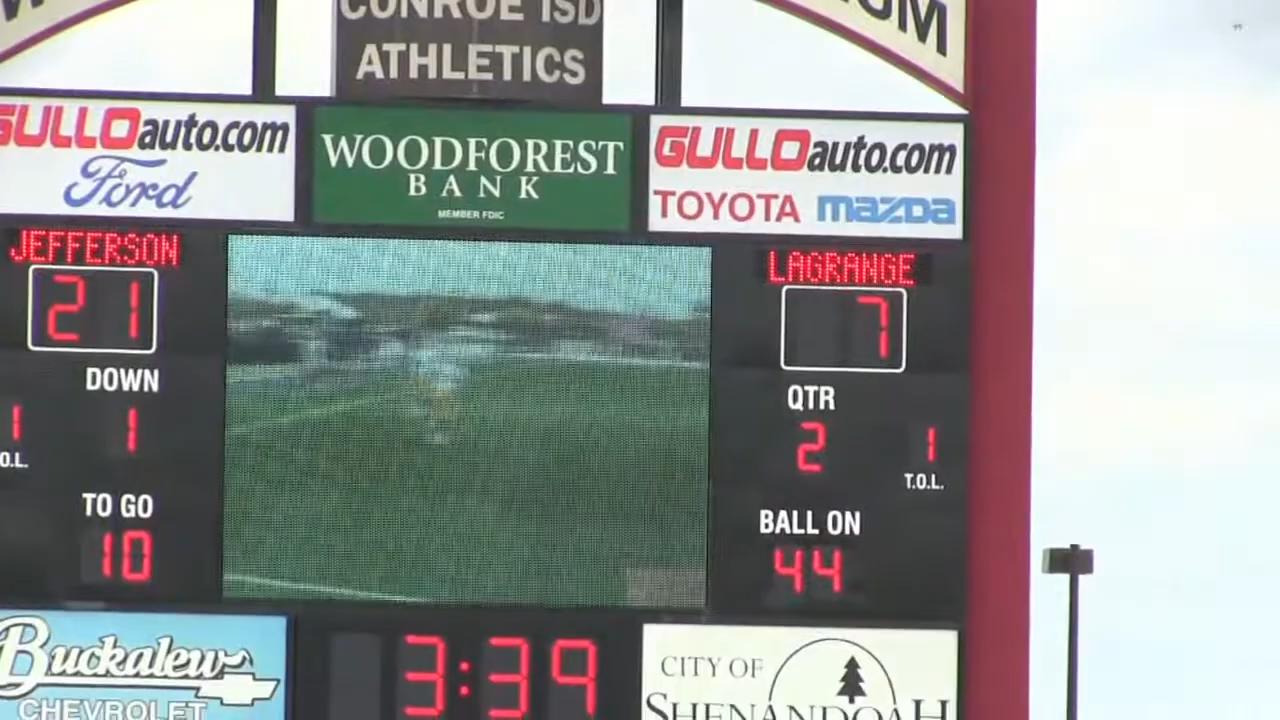 CONROE ISD
ATHLETICS
GULLOauto.com
Ford
WOODFOREST
BANK
MEMBER FDIC
GULLOauto.com
TOYOTA mazda
JEFFERSON
21
LAGRANGE
7
DOWN
1
1
QTR
2
1
T.O.L.
TO GO
10
BALL ON
44
Buckalew
CHEVROLET
3:39
CITY OF
SHENANDOAH